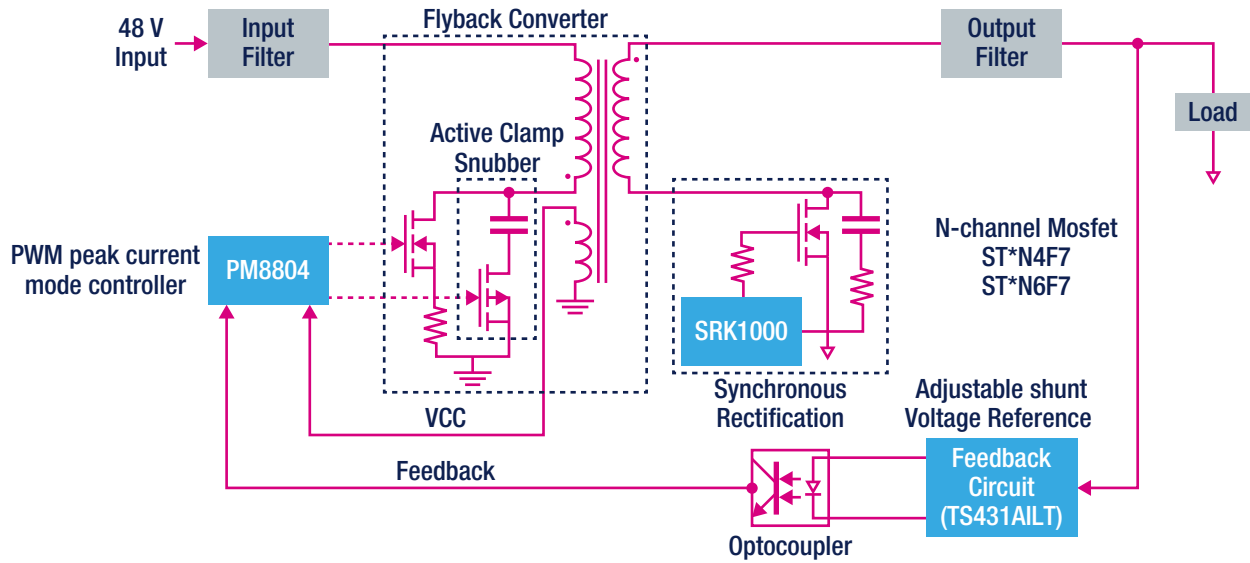 Flyback Converter
48 V
Input
Input
Filter
Output
Filter
Load
Active Clamp
Snubber
PWM peak current
mode controller
PM8804
N-channel Mosfet
ST*N4F7
ST*N6F7
SRK1000
Synchronous
Rectification
Adjustable shunt
Voltage Reference
VCC
Feedback
Feedback
Circuit
(TS431AILT)
Optocoupler